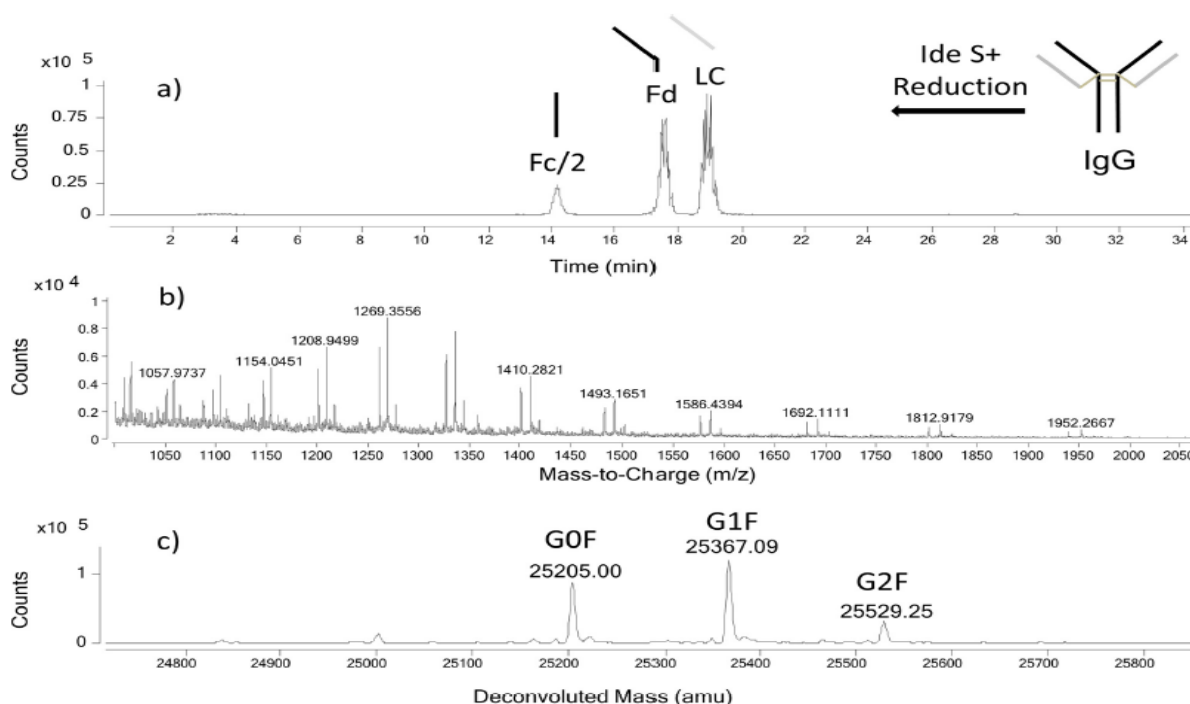 x10 5
a)
Counts
1
0.75
0.5
0.25
0
Fc/2
Fd
LC
Ide S+
Reduction
IgG
2 4 6 8 10 12 14 16 18 20 22 24 26 28 30 32 34
Time (min)
x10 4
b)
Counts
1
0.8
0.6
0.4
0.2
0
1057.9737
1154.0451
1208.9499
1269.3556
1410.2821
1493.1651
1586.4394
1692.1111
1812.9179
1952.2667
1050 1100 1150 1200 1250 1300 1350 1400 1450 1500 1550 1600 1650 1700 1750 1800 1850 1900 1950 2000 2050
Mass-to-Charge (m/z)
x10 5
c)
Counts
1
0
G0F
25205.00
G1F
25367.09
G2F
25529.25
24800 24900 25000 25100 25200 25300 25400 25500 25600 25700 25800
Deconvoluted Mass (amu)